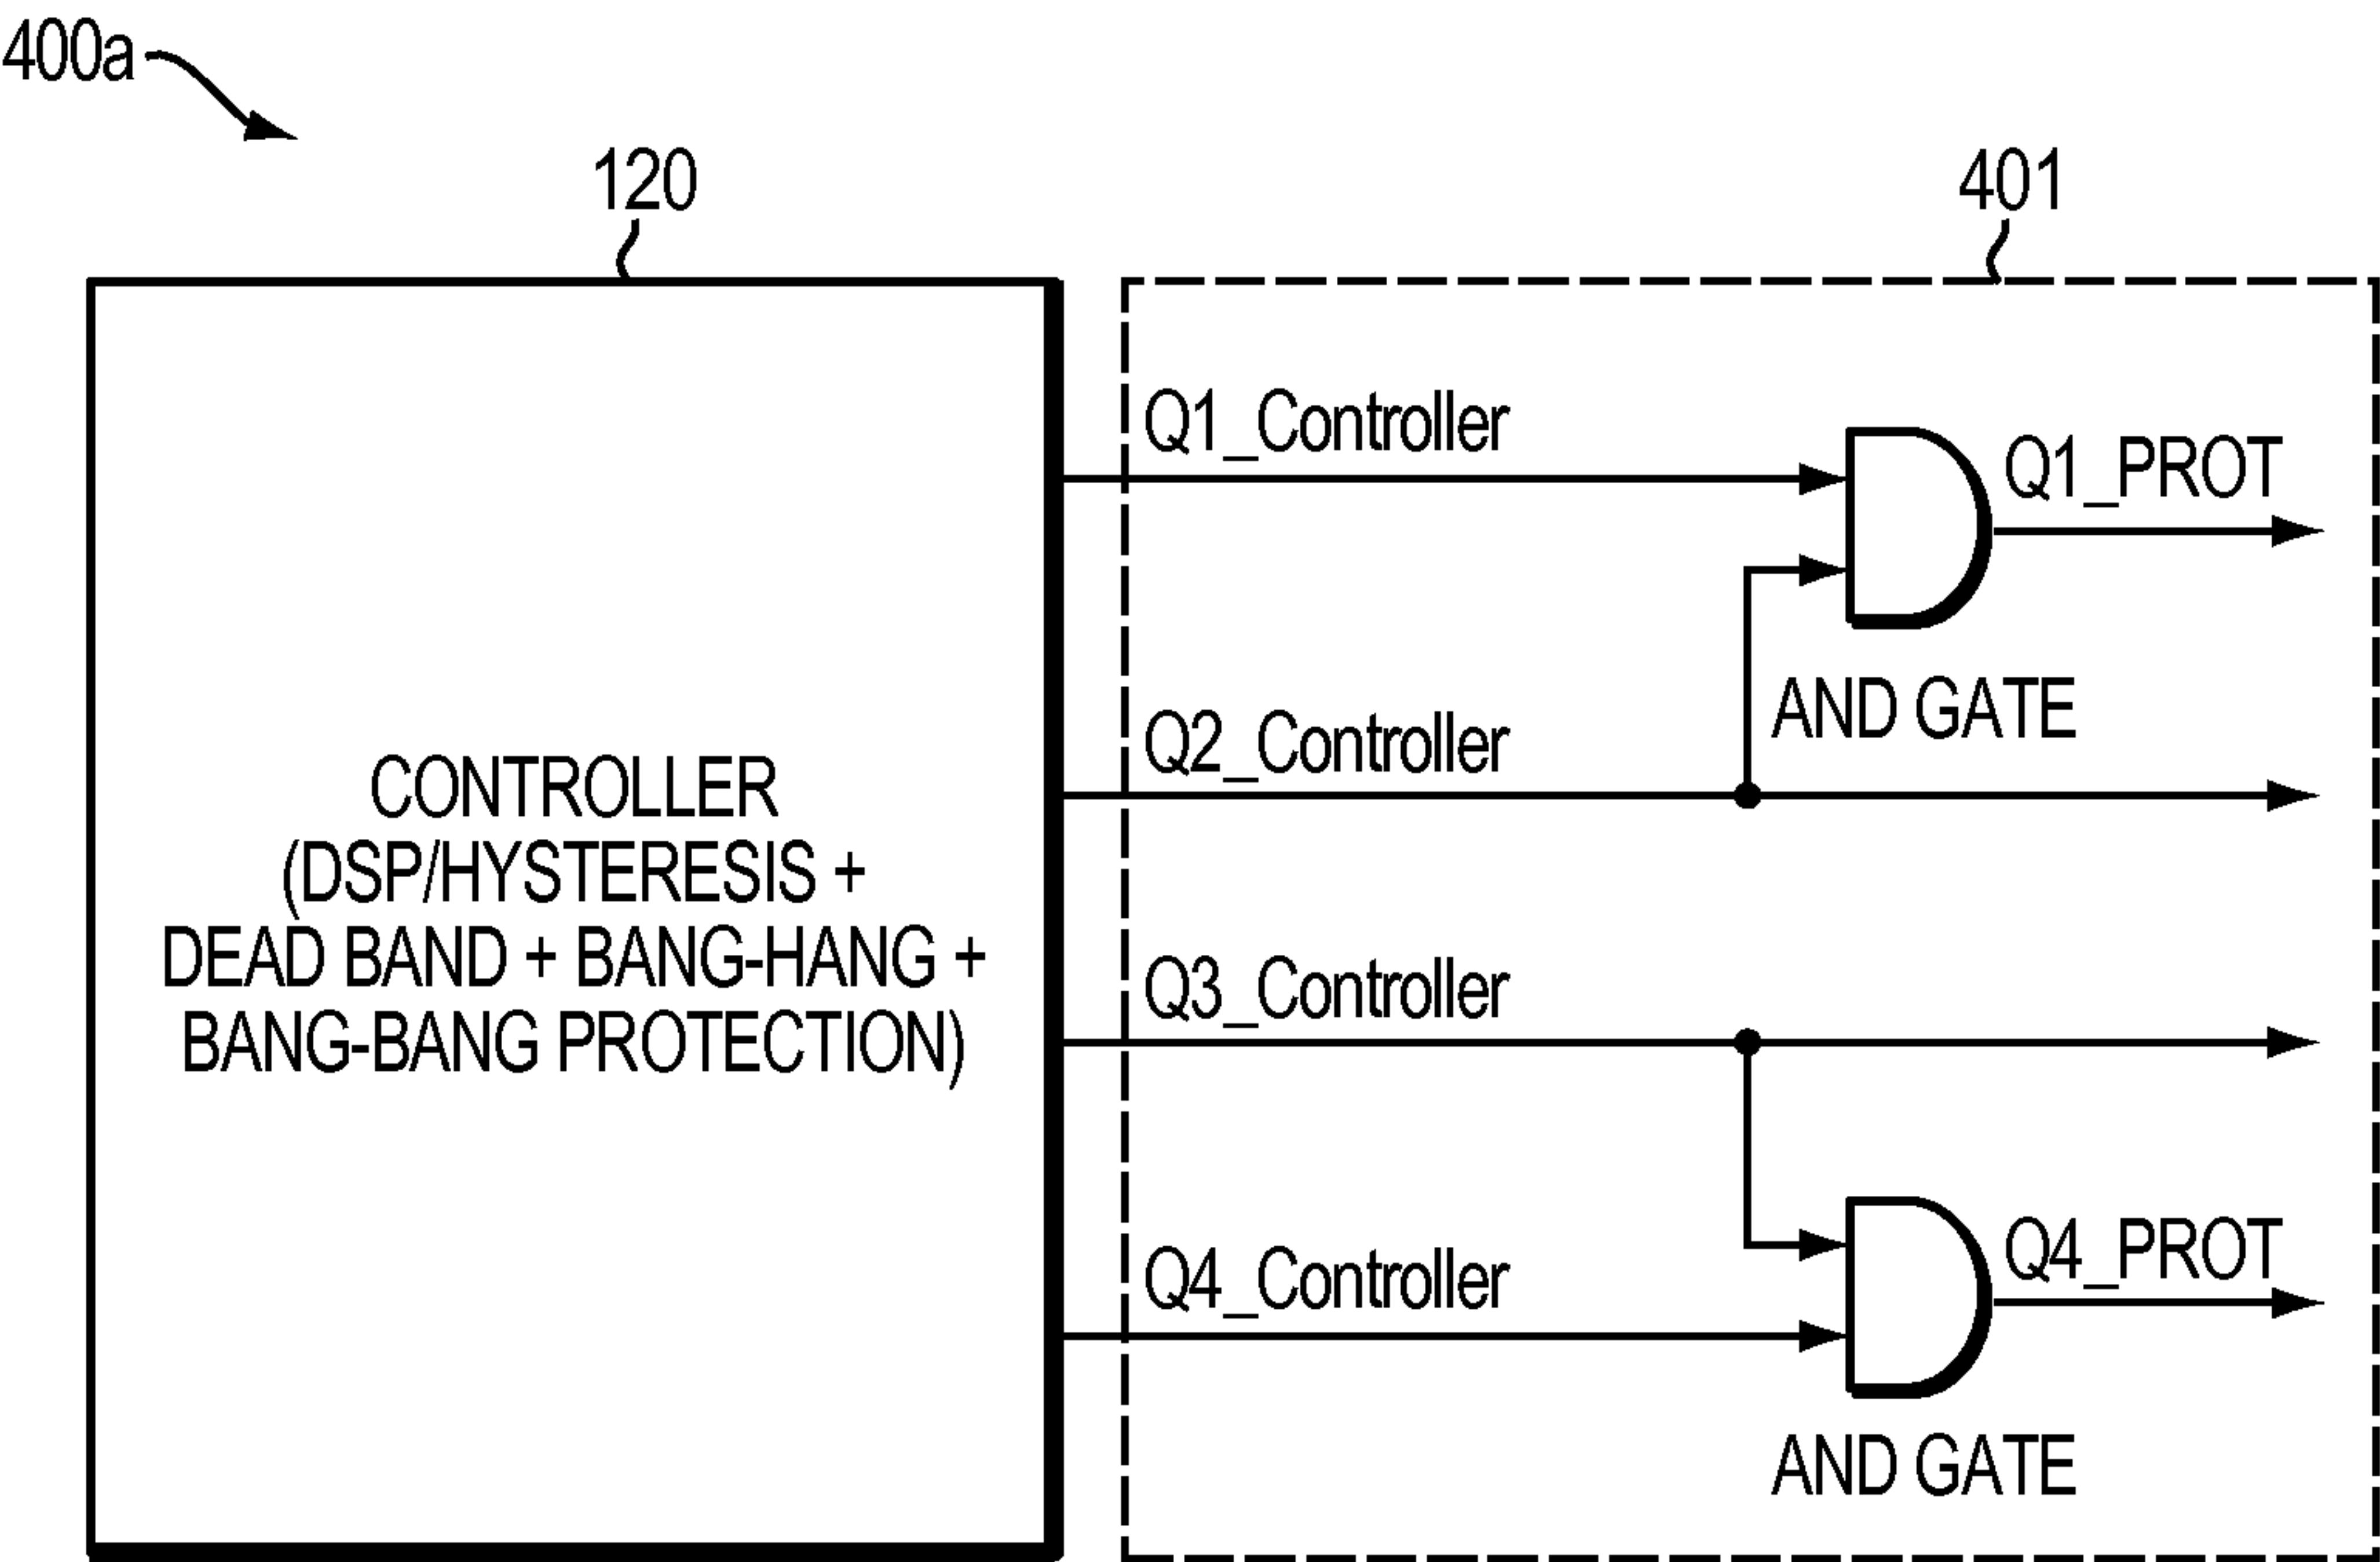 400a
120
401
Q1_Controller
Q1_PROT
AND GATE
Q2_Controller
CONTROLLER
(DSP/HYSTERESIS +
DEAD BAND + BANG-HANG +
BANG-BANG PROTECTION)
Q3_Controller
Q4_Controller
Q4_PROT
AND GATE